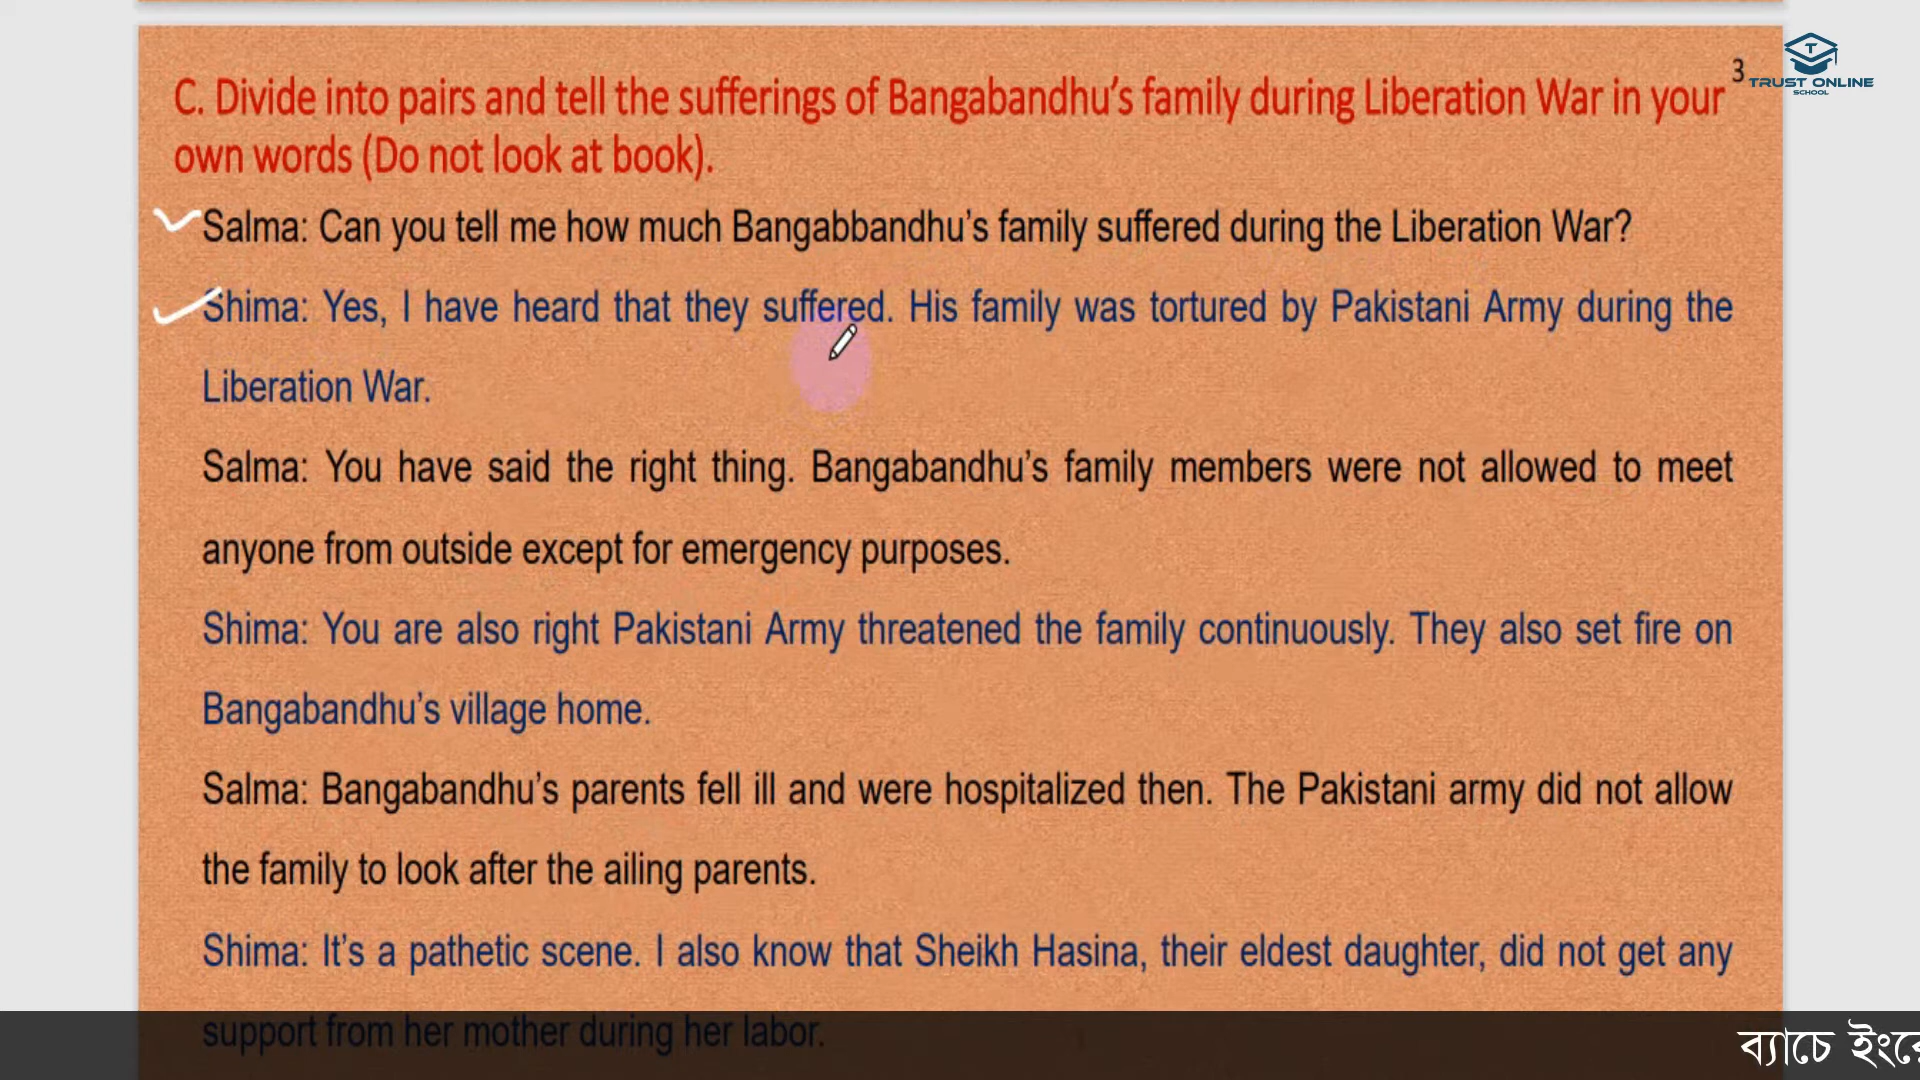 3
T
TRUST ONLINE
SCHOOL
C. Divide into pairs and tell the sufferings of Bangabandhu’s family during Liberation War in your
own words (Do not look at book).
Salma: Can you tell me how much Bangabbandhu’s family suffered during the Liberation War?
Shima: Yes, I have heard that they suffered. His family was tortured by Pakistani Army during the
Liberation War.
Salma: You have said the right thing. Bangabandhu’s family members were not allowed to meet
anyone from outside except for emergency purposes.
Shima: You are also right Pakistani Army threatened the family continuously. They also set fire on
Bangabandhu’s village home.
Salma: Bangabandhu’s parents fell ill and were hospitalized then. The Pakistani army did not allow
the family to look after the ailing parents.
Shima: It’s a pathetic scene. I also know that Sheikh Hasina, their eldest daughter, did not get any
support from her mother during her labor.
ব্যাচে